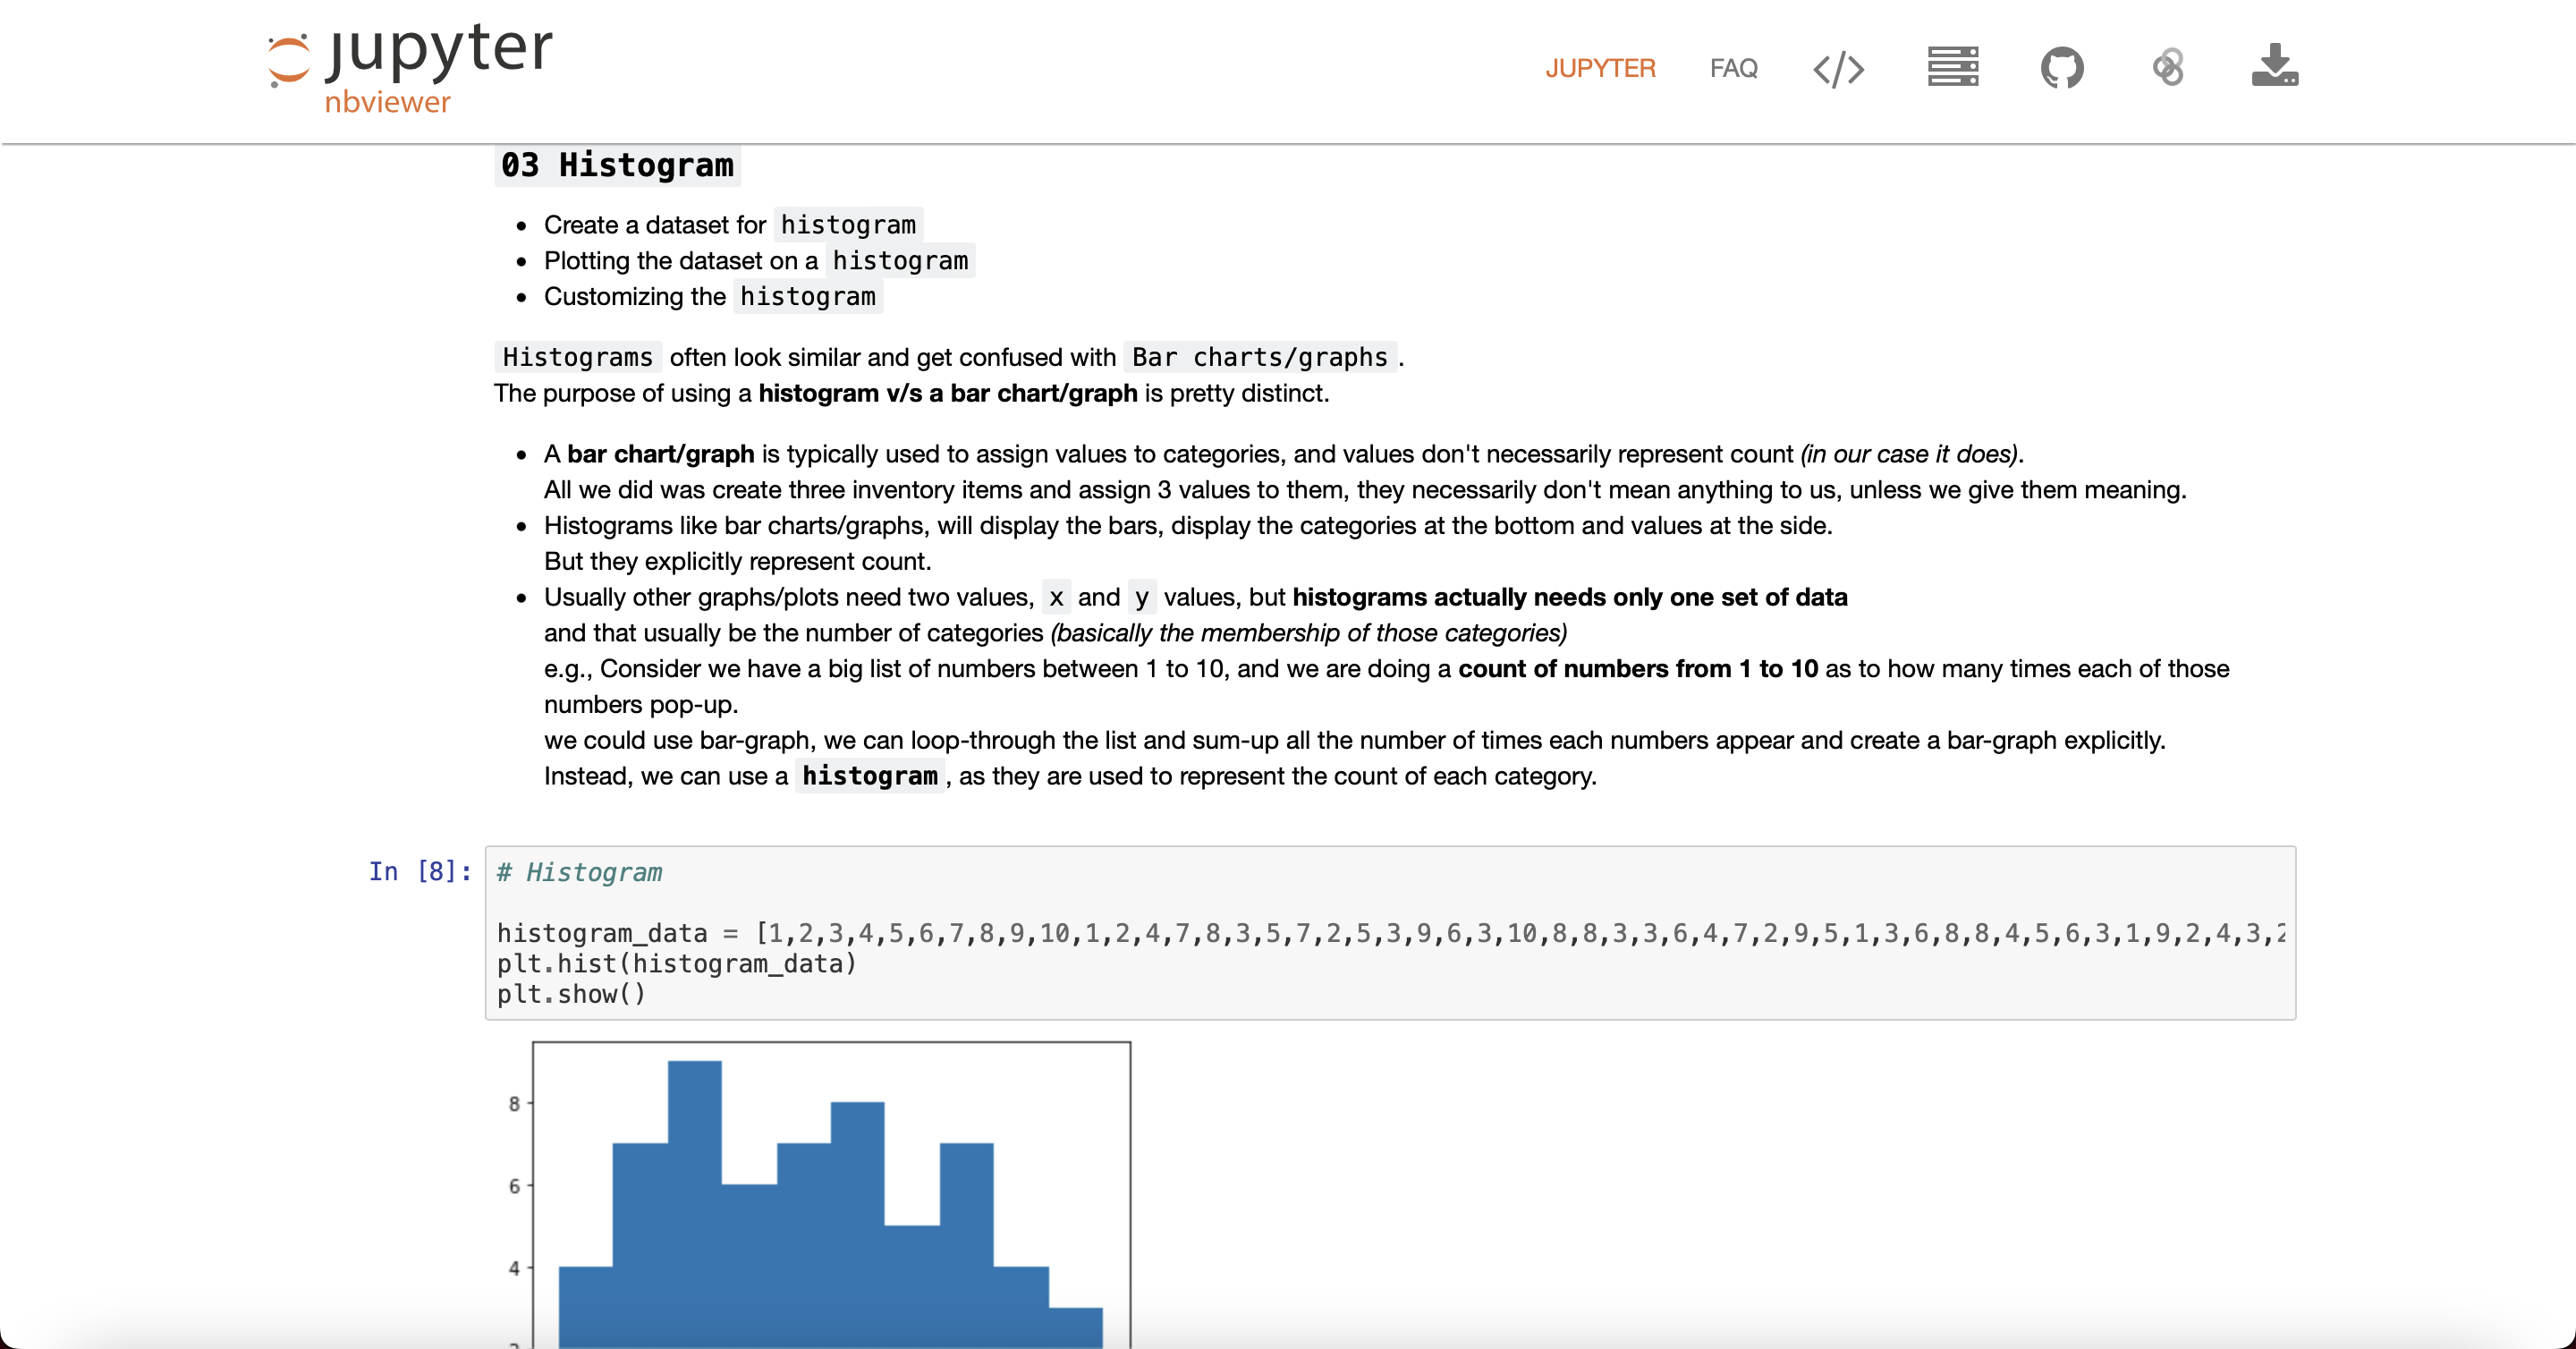 jupyter
nbviewer
JUPYTER FAQ
03 Histogram
Create a dataset for histogram
Plotting the dataset on a histogram
Customizing the histogram
Histograms often look similar and get confused with Bar charts/graphs.
The purpose of using a histogram v/s a bar chart/graph is pretty distinct.
A bar chart/graph is typically used to assign values to categories, and values don't necessarily represent count (in our case it does).
All we did was create three inventory items and assign 3 values to them, they necessarily don't mean anything to us, unless we give them meaning.
Histograms like bar charts/graphs, will display the bars, display the categories at the bottom and values at the side.
But they explicitly represent count.
Usually other graphs/plots need two values, x and y values, but histograms actually needs only one set of data
and that usually be the number of categories (basically the membership of those categories)
e.g., Consider we have a big list of numbers between 1 to 10, and we are doing a count of numbers from 1 to 10 as to how many times each of those
numbers pop-up.
we could use bar-graph, we can loop-through the list and sum-up all the number of times each numbers appear and create a bar-graph explicitly.
Instead, we can use a histogram, as they are used to represent the count of each category.
In [8]:
# Histogram
histogram_data = [1,2,3,4,5,6,7,8,9,10,1,2,4,7,8,3,5,7,2,5,3,9,6,3,10,8,8,3,3,6,4,7,2,9,5,1,3,6,8,8,4,5,6,3,1,9,2,4,3,2
plt.hist(histogram_data)
plt.show()
8
6
4